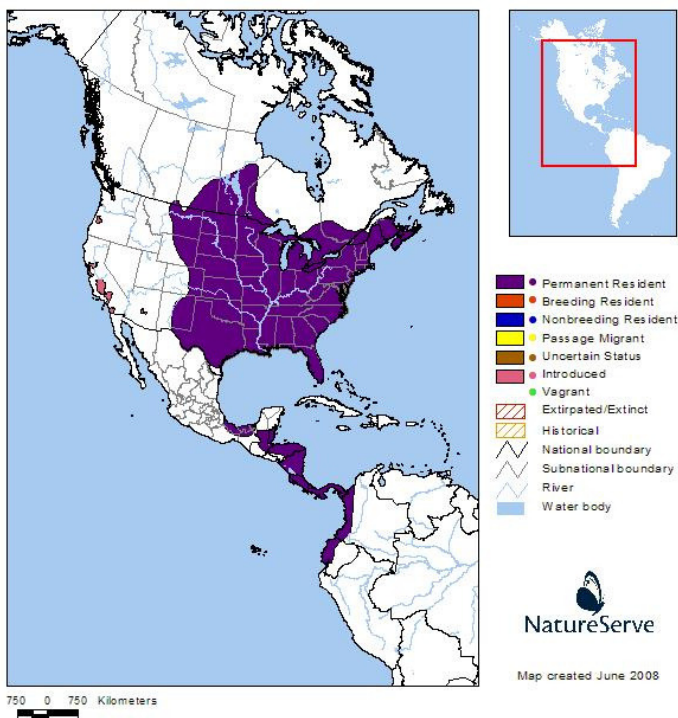 Permanent Resident
Breeding Resident
Nonbreeding Resident
Passage Migrant
Uncertain Status
Introduced
Vagrant
Extirpated/Extinct
Historical
National boundary
Subnational boundary
River
Water body
NatureServe
Map created June 2008
750 0 750 Kilometers